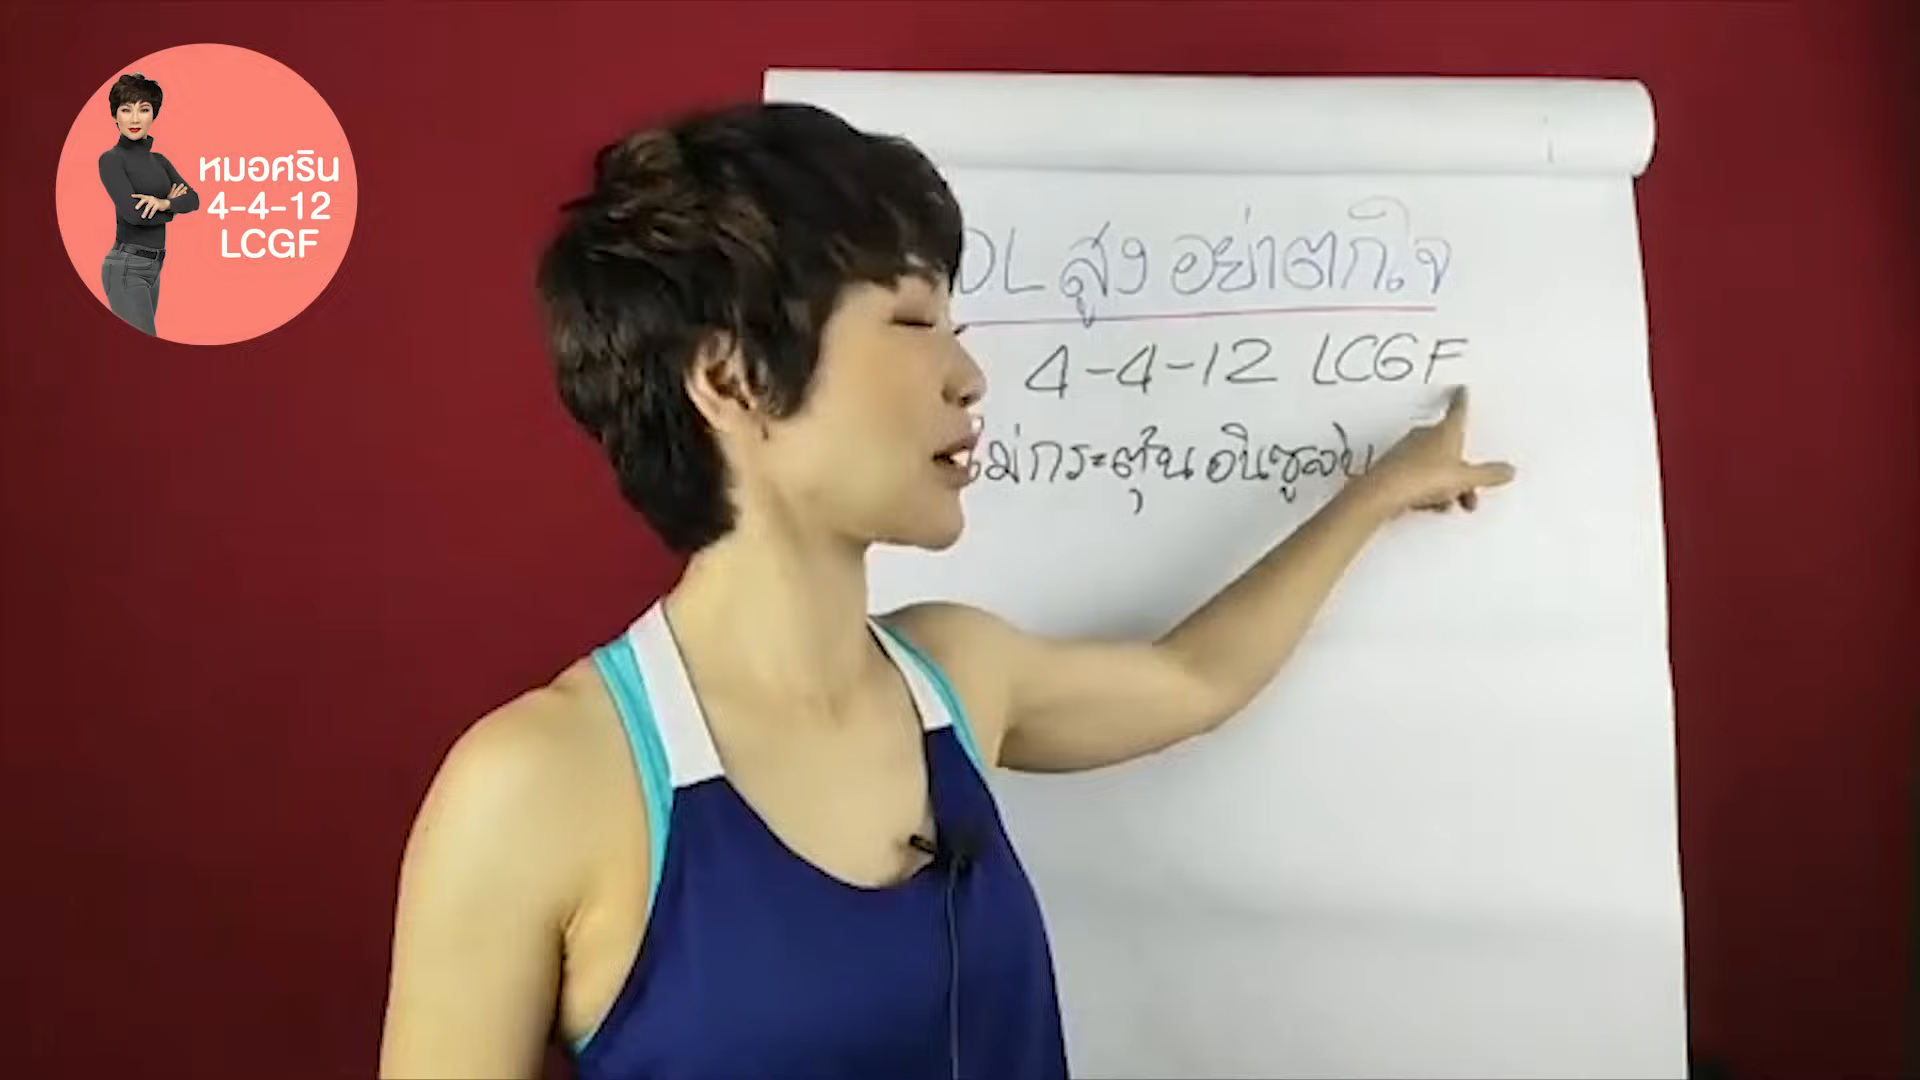 หมอศริน
4-4-12
LCGF
DL สูง อย่าตกใจ
4-4-12 LCGF
ไม่กระตุ้น อินซูลิน